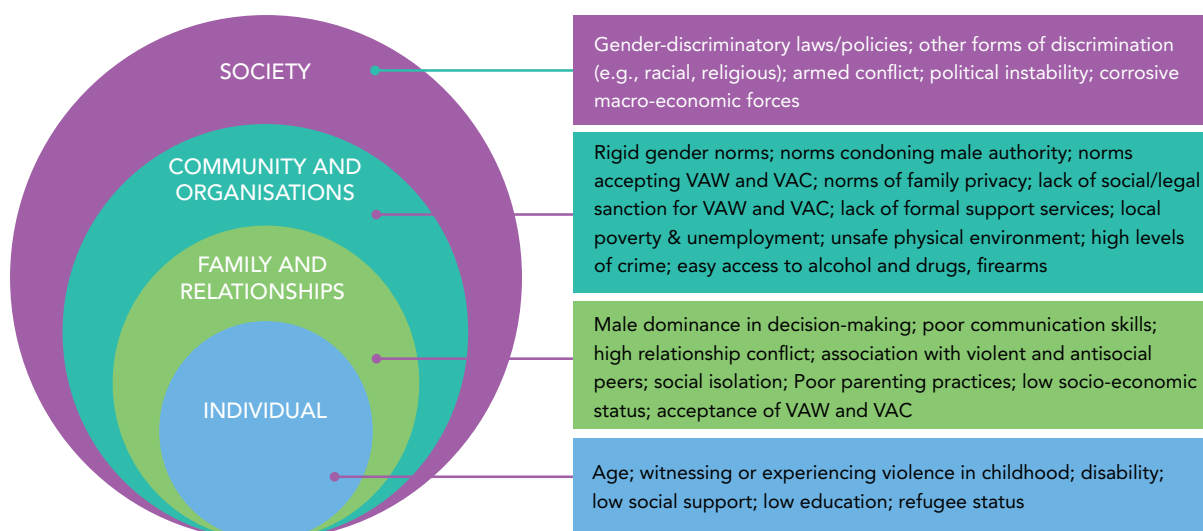 SOCIETY
Gender-discriminatory laws/policies; other forms of discrimination
(e.g., racial, religious); armed conflict; political instability; corrosive
macro-economic forces
COMMUNITY AND
ORGANISATIONS
Rigid gender norms; norms condoning male authority; norms
accepting VAW and VAC; norms of family privacy; lack of social/legal
sanction for VAW and VAC; lack of formal support services; local
poverty & unemployment; unsafe physical environment; high levels
of crime; easy access to alcohol and drugs, firearms
FAMILY AND
RELATIONSHIPS
Male dominance in decision-making; poor communication skills;
high relationship conflict; association with violent and antisocial
peers; social isolation; Poor parenting practices; low socio-economic
status; acceptance of VAW and VAC
INDIVIDUAL
Age; witnessing or experiencing violence in childhood; disability;
low social support; low education; refugee status